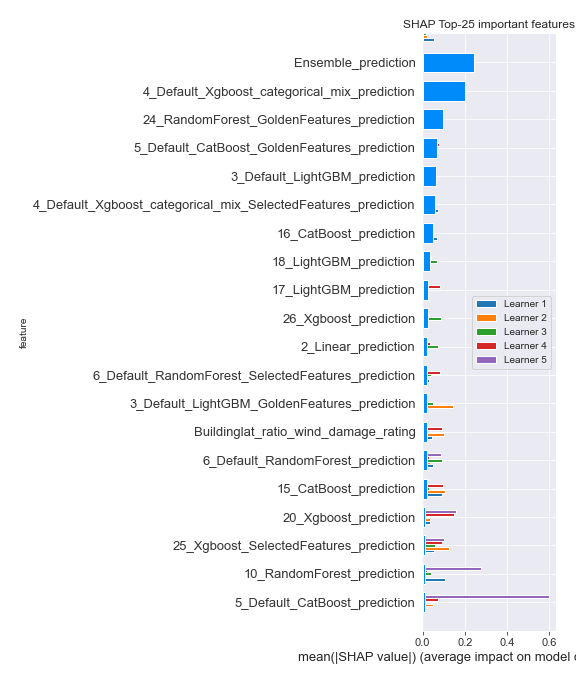 SHAP Top-25 important features
Ensemble_prediction
4_Default_Xgboost_categorical_mix_prediction
24_RandomForest_GoldenFeatures_prediction
5_Default_CatBoost_GoldenFeatures_prediction
3_Default_LightGBM_prediction
4_Default_Xgboost_categorical_mix_SelectedFeatures_prediction
16_CatBoost_prediction
18_LightGBM_prediction
17_LightGBM_prediction
26_Xgboost_prediction
2_Linear_prediction
6_Default_RandomForest_SelectedFeatures_prediction
3_Default_LightGBM_GoldenFeatures_prediction
Buildinglat_ratio_wind_damage_rating
6_Default_RandomForest_prediction
15_CatBoost_prediction
20_Xgboost_prediction
25_Xgboost_SelectedFeatures_prediction
10_RandomForest_prediction
5_Default_CatBoost_prediction
feature
Learner 1
Learner 2
Learner 3
Learner 4
Learner 5
0.0 0.2 0.4 0.6
mean(|SHAP value|) (average impact on model